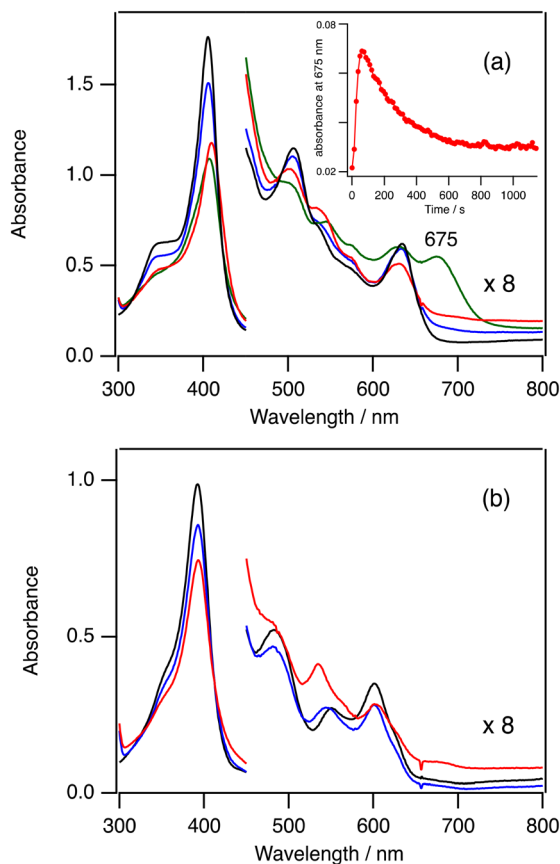 (a)
absorbance at 675 nm
0.08
0.02
0 200 400 600 800 1000
Time / s
Absorbance
1.5
1.0
0.5
0.0
675
x 8
300 400 500 600 700 800
Wavelength / nm
(b)
Absorbance
1.0
0.5
0.0
x 8
300 400 500 600 700 800
Wavelength / nm